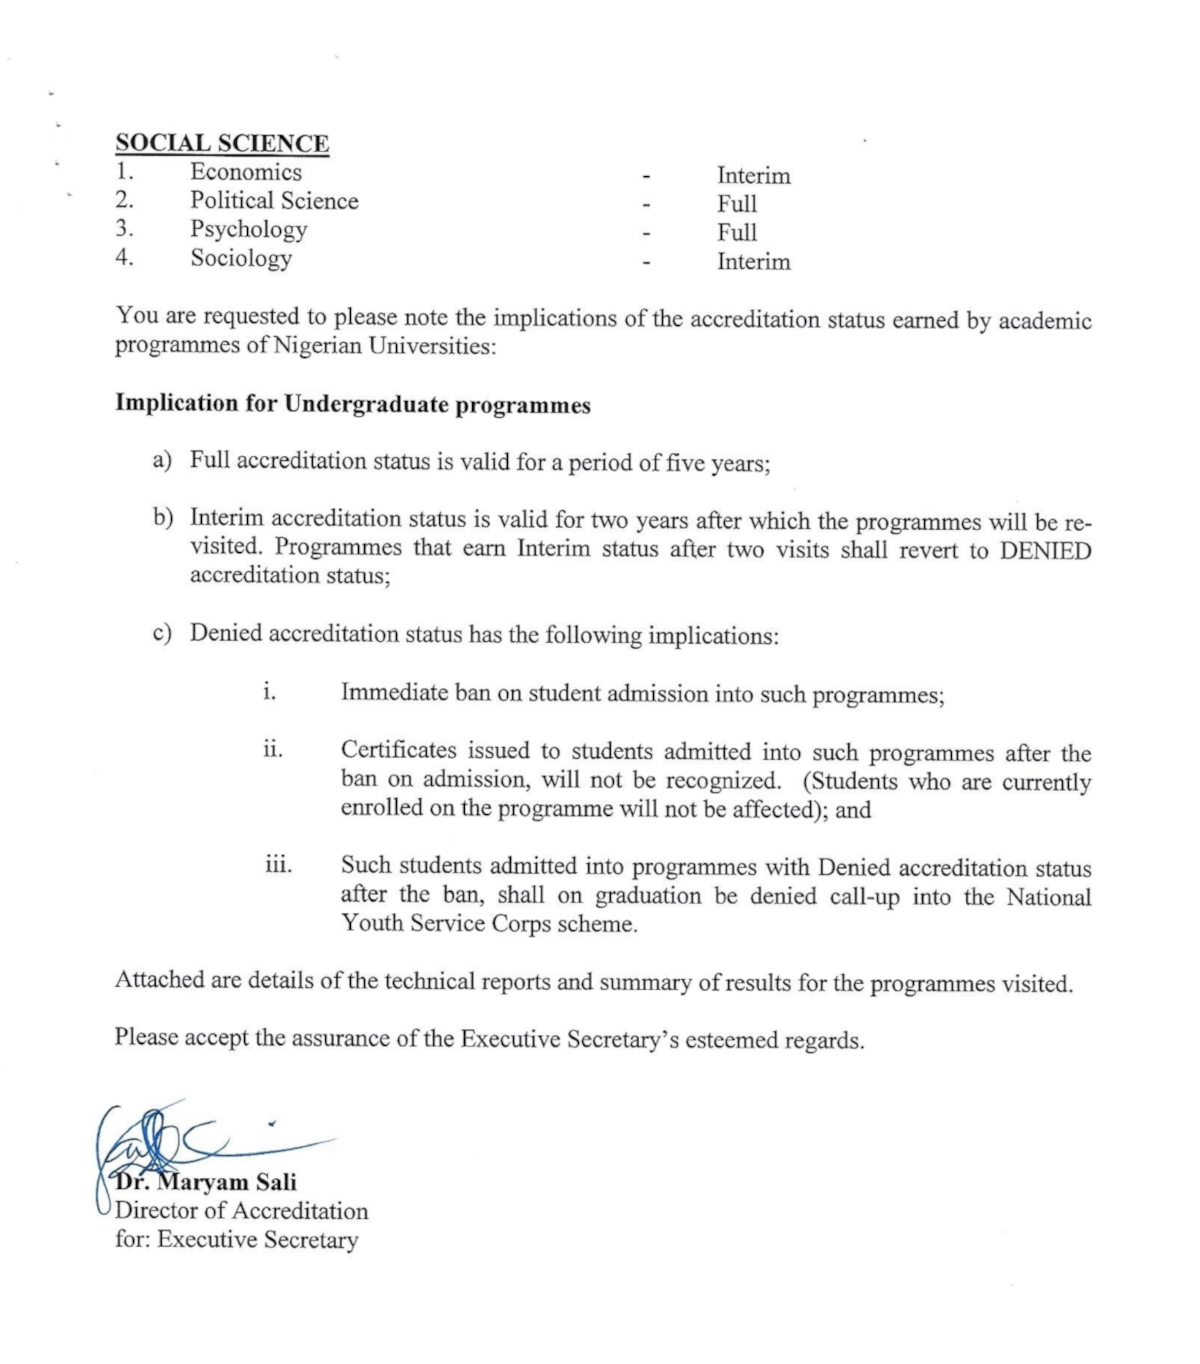 SOCIAL SCIENCE
1. Economics - Interim
2. Political Science - Full
3. Psychology - Full
4. Sociology - Interim
You are requested to please note the implications of the accreditation status earned by academic
programmes of Nigerian Universities:
Implication for Undergraduate programmes
a) Full accreditation status is valid for a period of five years;
b) Interim accreditation status is valid for two years after which the programmes will be re-
visited. Programmes that earn Interim status after two visits shall revert to DENIED
accreditation status;
c) Denied accreditation status has the following implications:
i. Immediate ban on student admission into such programmes;
ii. Certificates issued to students admitted into such programmes after the
ban on admission, will not be recognized. (Students who are currently
enrolled on the programme will not be affected); and
iii. Such students admitted into programmes with Denied accreditation status
after the ban, shall on graduation be denied call-up into the National
Youth Service Corps scheme.
Attached are details of the technical reports and summary of results for the programmes visited.
Please accept the assurance of the Executive Secretary's esteemed regards.
Dr. Maryam Sali
Director of Accreditation
for: Executive Secretary